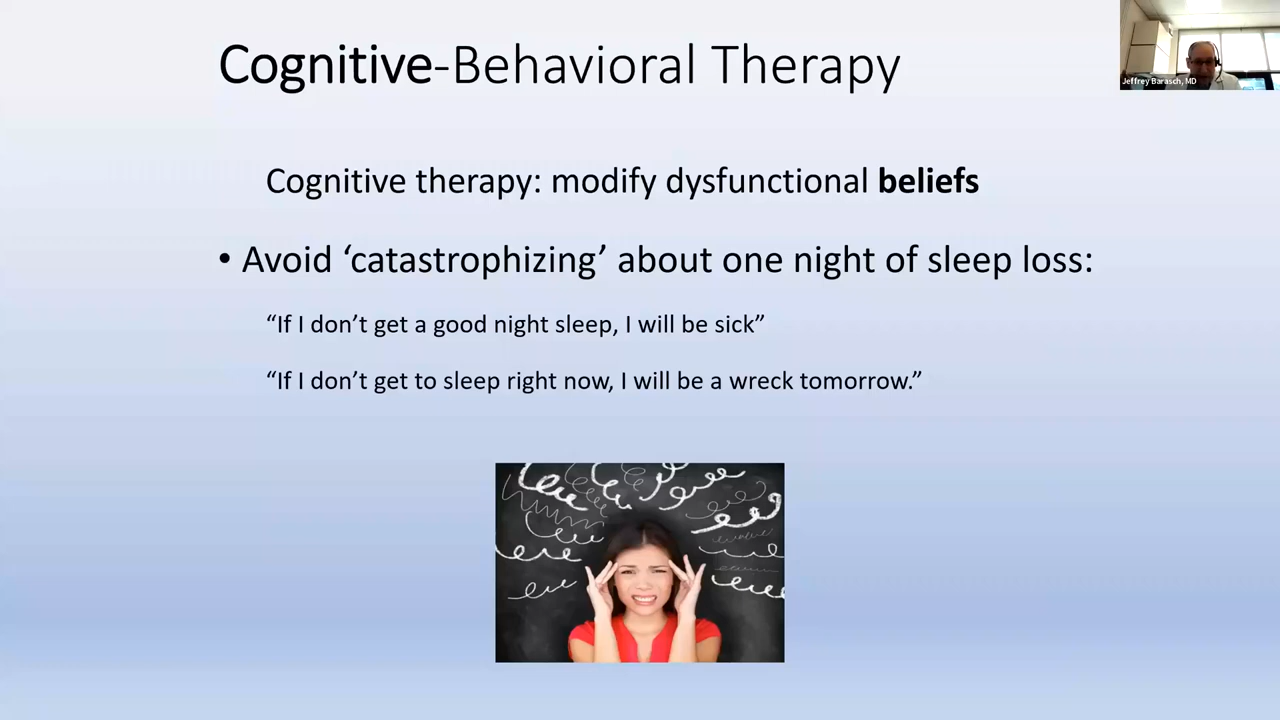 Cognitive-Behavioral Therapy
Jeffrey Barasch, MD
Cognitive therapy: modify dysfunctional beliefs
• Avoid ‘catastrophizing’ about one night of sleep loss:
“If I don’t get a good night sleep, I will be sick”
“If I don’t get to sleep right now, I will be a wreck tomorrow.”